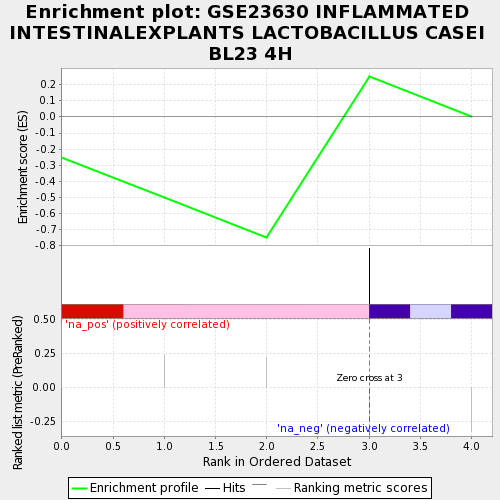 Enrichment plot: GSE23630 INFLAMMATED
INTESTINALEXPLANTS LACTOBACILLUS CASEI
BL23 4H
Enrichment score (ES)
0.2
0.1
0.0
-0.1
-0.2
-0.3
-0.4
-0.5
-0.6
-0.7
-0.8
Ranked list metric (PreRanked)
0.50
0.25
0.00
-0.25
'na_pos' (positively correlated)
Zero cross at 3
'na_neg' (negatively correlated)
0.0 0.5 1.0 1.5 2.0 2.5 3.0 3.5 4.0
Rank in Ordered Dataset
Enrichment profile Hits Ranking metric scores